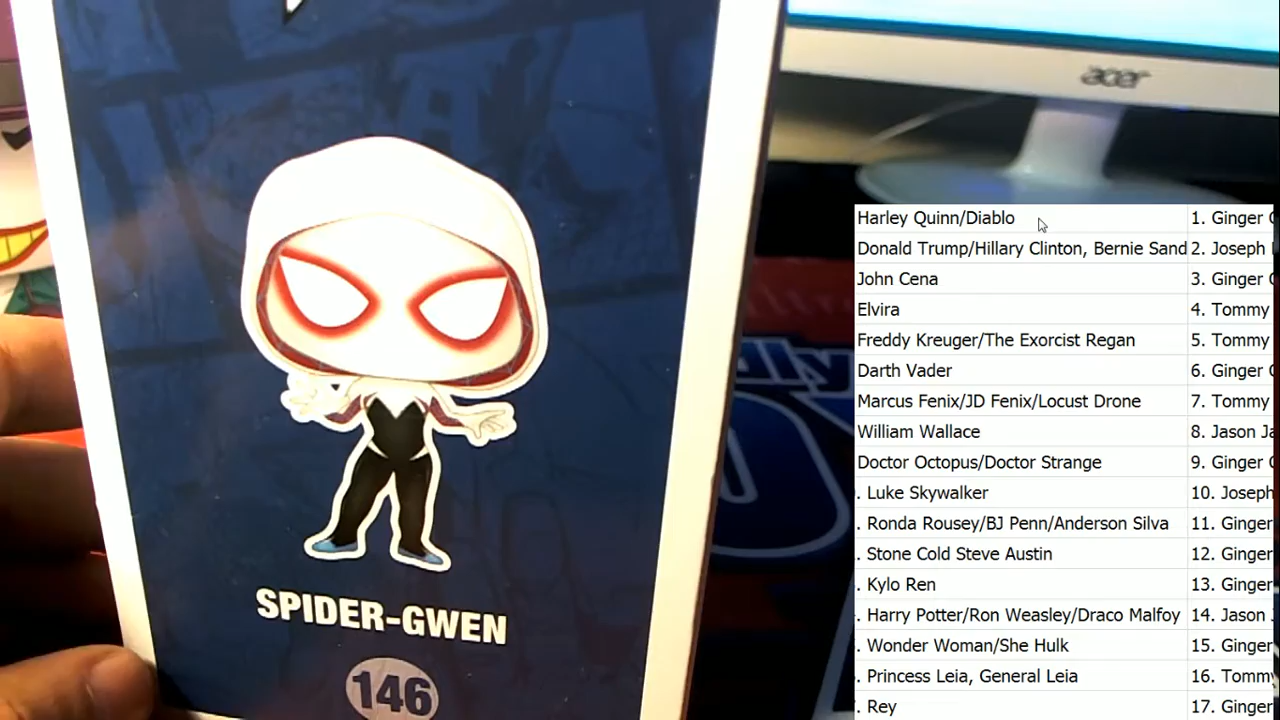 acer
Harley Quinn/Diablo 1. Ginger
Donald Trump/Hillary Clinton, Bernie Sand 2. Joseph
John Cena 3. Ginger
Elvira 4. Tommy
Freddy Kreuger/The Exorcist Regan 5. Tommy
Darth Vader 6. Ginger
Marcus Fenix/JD Fenix/Locust Drone 7. Tommy
William Wallace 8. Jason Ja
Doctor Octopus/Doctor Strange 9. Ginger
. Luke Skywalker 10. Joseph
. Ronda Rousey/BJ Penn/Anderson Silva 11. Ginger
. Stone Cold Steve Austin 12. Ginger
. Kylo Ren 13. Ginger
. Harry Potter/Ron Weasley/Draco Malfoy 14. Jason
. Wonder Woman/She Hulk 15. Ginger
. Princess Leia, General Leia 16. Tommy
. Rey 17. Ginger
SPIDER-GWEN
146